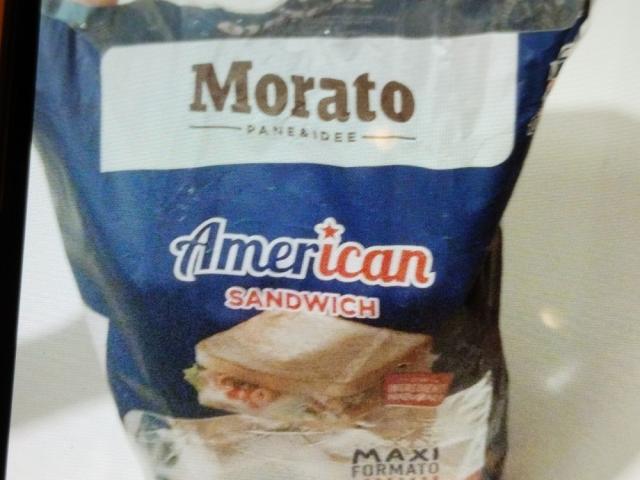 Morato
PANE&IDEE
American
SANDWICH
MAXI
FORMATO